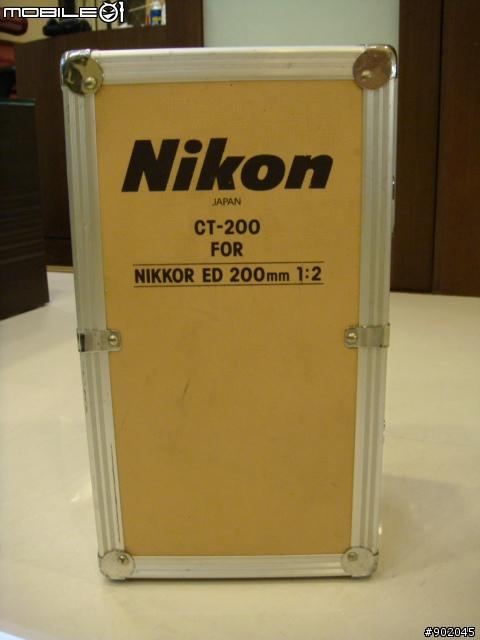 MOBILE01
Nikon
JAPAN
CT-200
FOR
NIKKOR ED 200mm 1:2
#902045